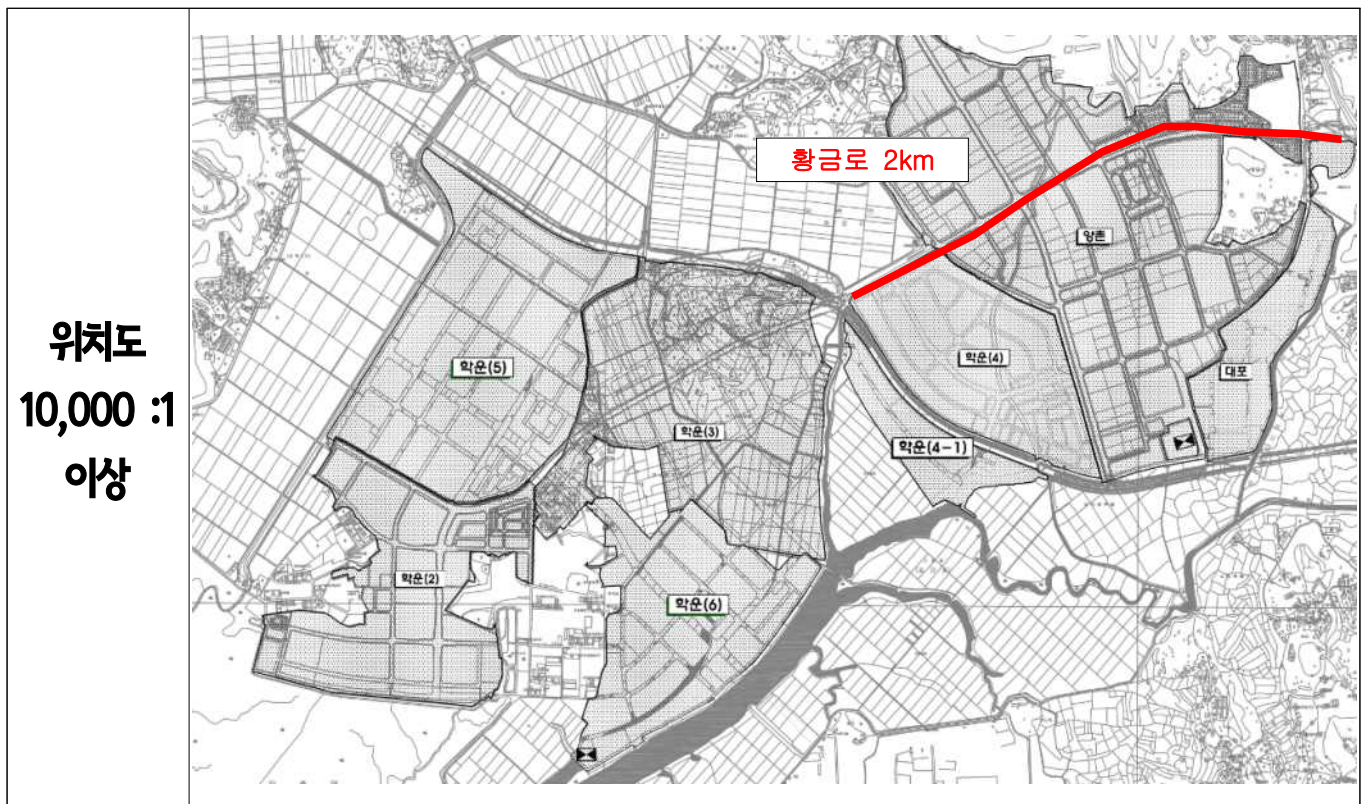 위치도
10,000 :1
이상
황금로 2km
양촌
학운(5)
학운(4)
대포
학운(3)
학운(4-1)
학운(2)
학운(6)